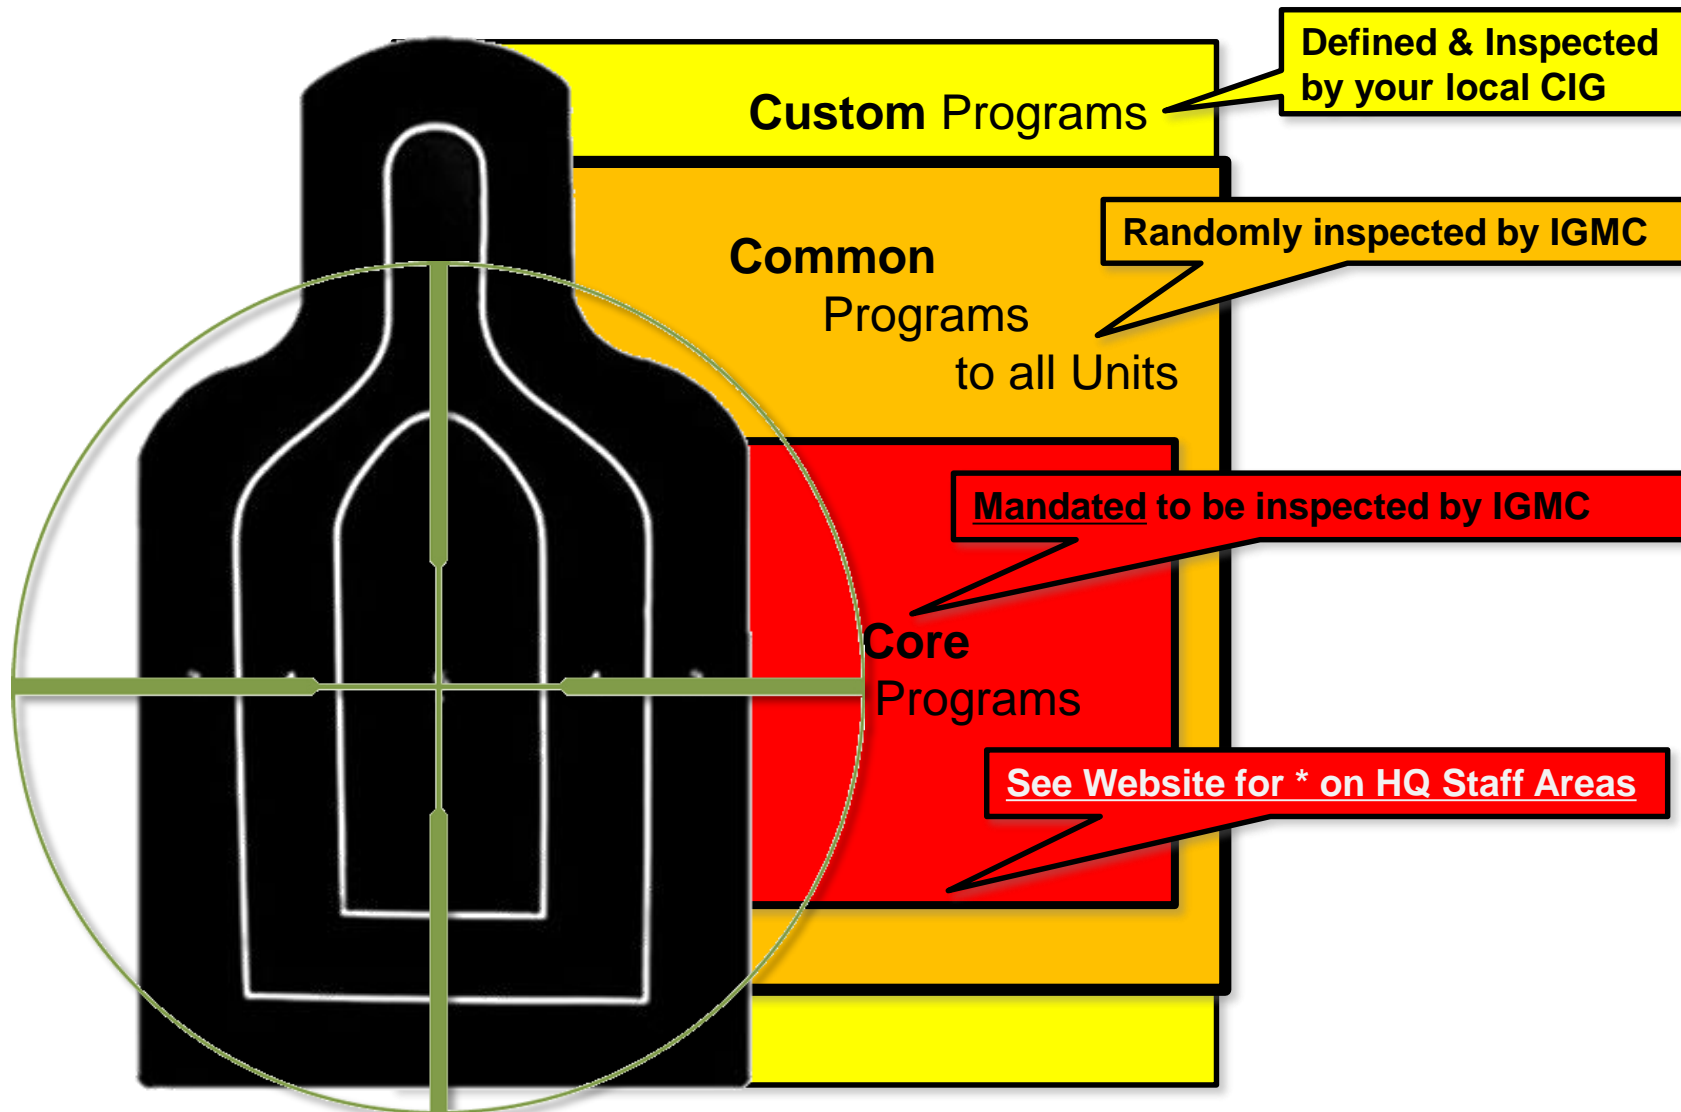 Defined & Inspected
by your local CIG
Custom Programs
Randomly inspected by IGMC
Common
Programs
to all Units
Mandated to be inspected by IGMC
Core
Programs
See Website for * on HQ Staff Areas